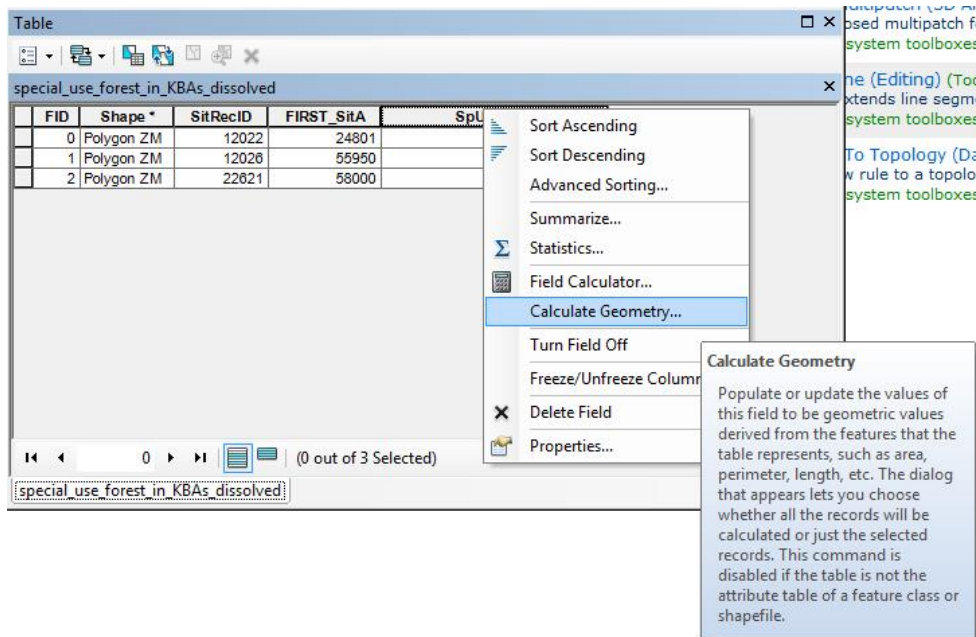 Table
special_use_forest_in_KBAs_dissolved
FID Shape * SitRecID FIRST_SitA SpU
0 Polygon ZM 12022 24801
1 Polygon ZM 12026 55950
2 Polygon ZM 22621 58000
Sort Ascending
Sort Descending
Advanced Sorting...
Summarize...
Σ Statistics...
Field Calculator...
Calculate Geometry...
Turn Field Off
Freeze/Unfreeze Column
Delete Field
Properties...
0 (0 out of 3 Selected)
special_use_forest_in_KBAs_dissolved
Calculate Geometry
Populate or update the values of
this field to be geometric values
derived from the features that the
table represents, such as area,
perimeter, length, etc. The dialog
that appears lets you choose
whether all the records will be
calculated or just the selected
records. This command is
disabled if the table is not the
attribute table of a feature class or
shapefile.
osed multipatch f
system toolboxes
ne (Editing) (Too
xtends line segm
system toolboxes
To Topology (Da
w rule to a topolo
system toolboxes